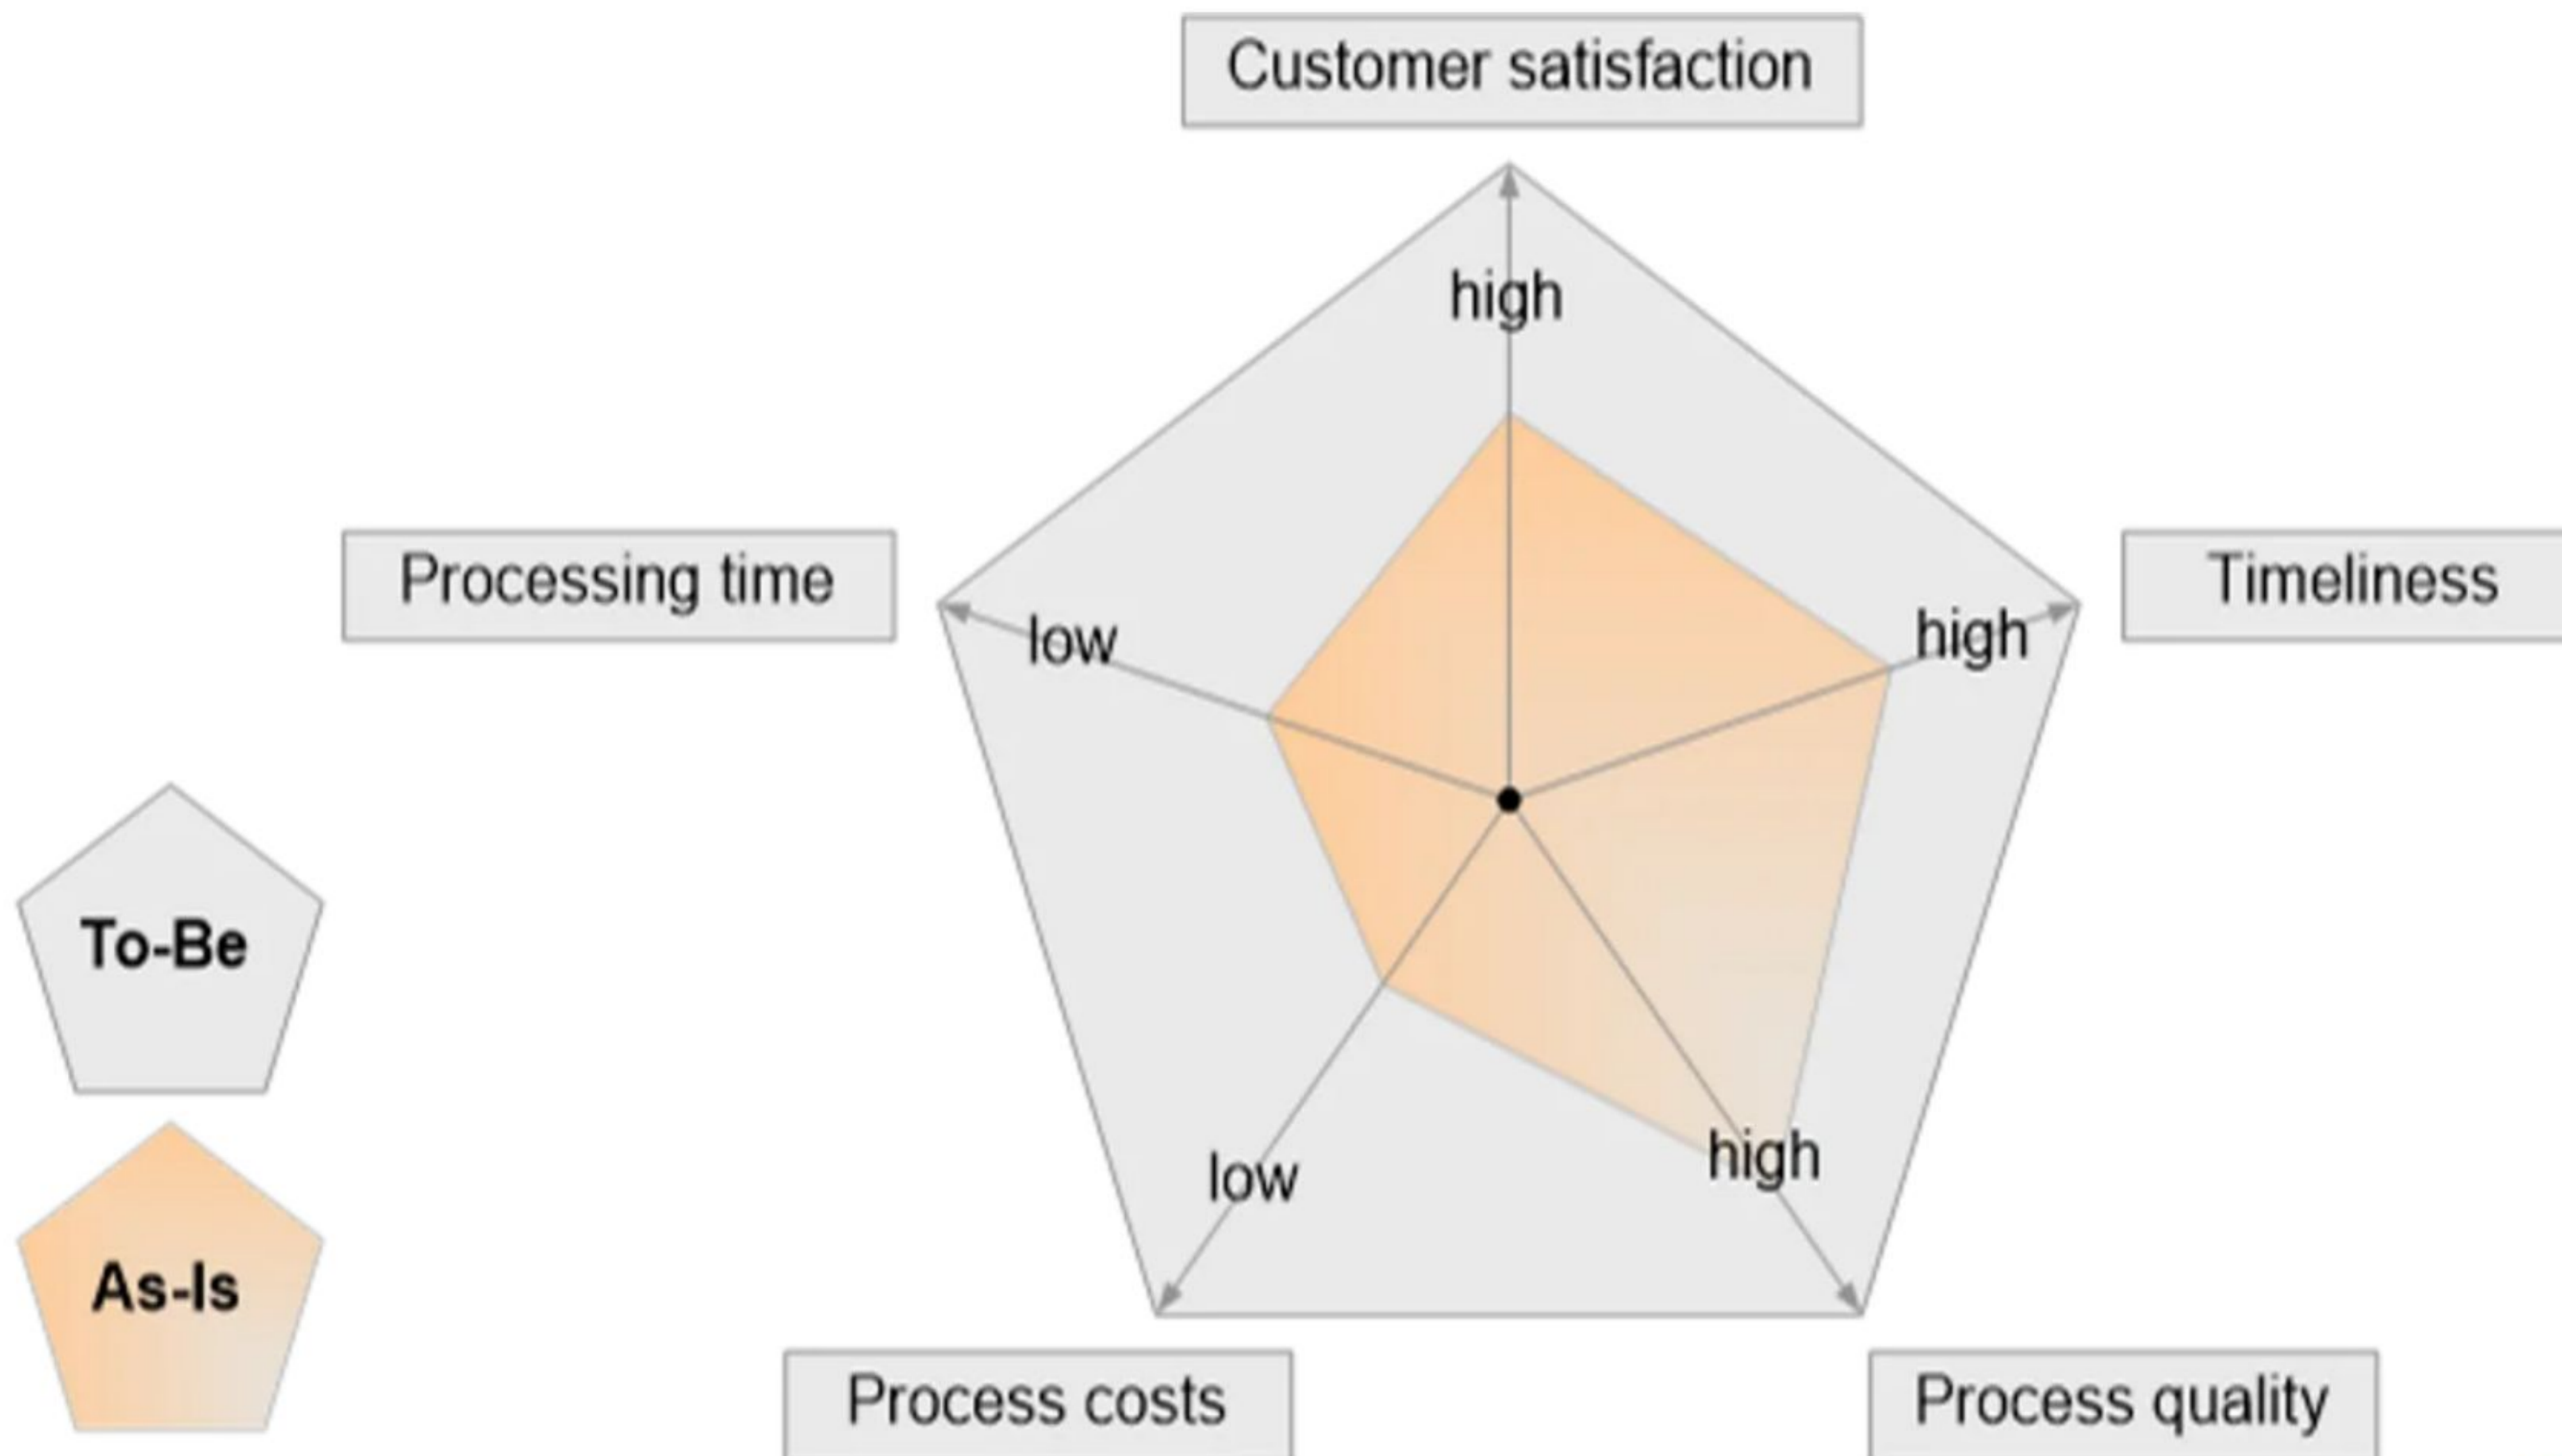 Customer satisfaction
high
Processing time
Timeliness
low
high
To-Be
As-Is
low
high
Process costs
Process quality